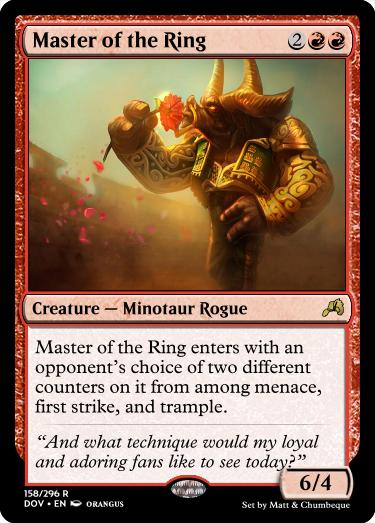 Master of the Ring 2
Creature — Minotaur Rogue
Master of the Ring enters with an
opponent's choice of two different
counters on it from among menace,
first strike, and trample.
“And what technique would my loyal
and adoring fans like to see today?”
6/4
158/296 R
DOV • EN ORANGUS
Set by Matt & Chumbeque